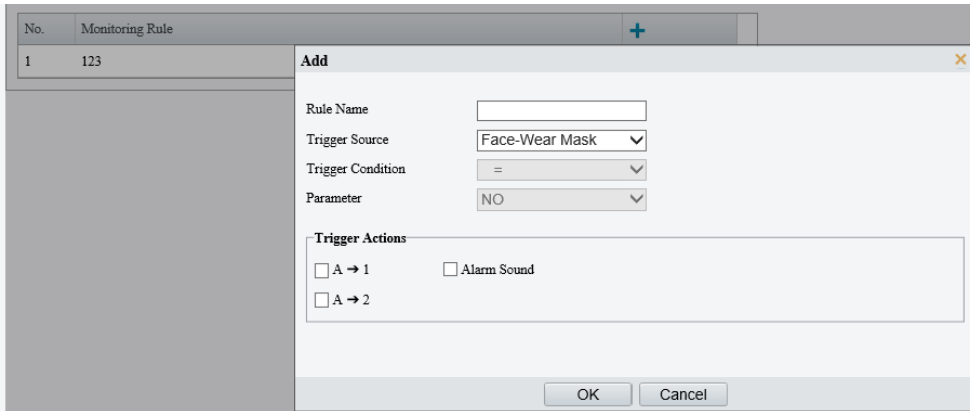 No. Monitoring Rule +
1 123
Add ×
Rule Name
Trigger Source Face-Wear Mask
Trigger Condition =
Parameter NO
Trigger Actions
A ➔ 1 Alarm Sound
A ➔ 2
OK Cancel